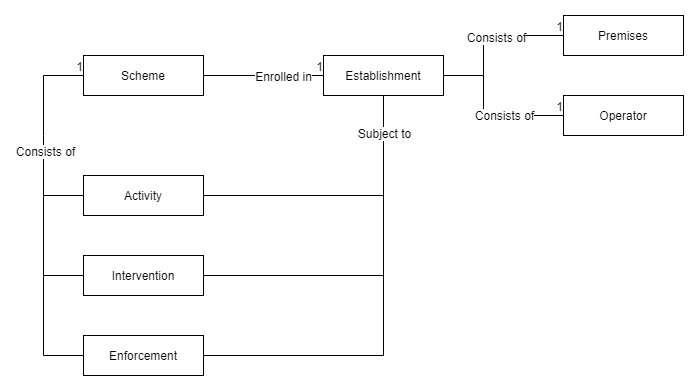 Consists of
1
Premises
1
Scheme
Enrolled in
1
Establishment
Consists of
1
Operator
Subject to
Consists of
Activity
Intervention
Enforcement